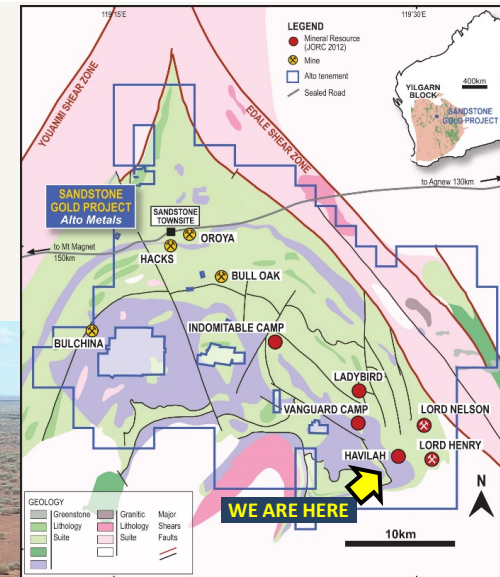 119°15'E
119°30'E
LEGEND
Mineral Resource
(JORC 2012)
Mine
Alto tenement
Sealed Road
400km
YILGARN
BLOCK
SANDSTONE
GOLD PROJECT
YOUANMI SHEAR ZONE
EDALE SHEAR ZONE
to Agnew 130km
SANDSTONE
GOLD PROJECT
Alto Metals
SANDSTONE
TOWNSITE
OROYA
HACKS
to Mt Magnet
150km
BULL OAK
BULCHINA
INDOMITABLE CAMP
LADYBIRD
VANGUARD CAMP
LORD NELSON
LORD HENRY
HAVILAH
WE ARE HERE
N
10km
GEOLOGY
Greenstone
Lithology
Suite
Granitic
Lithology
Suite
Major
Shears
Faults